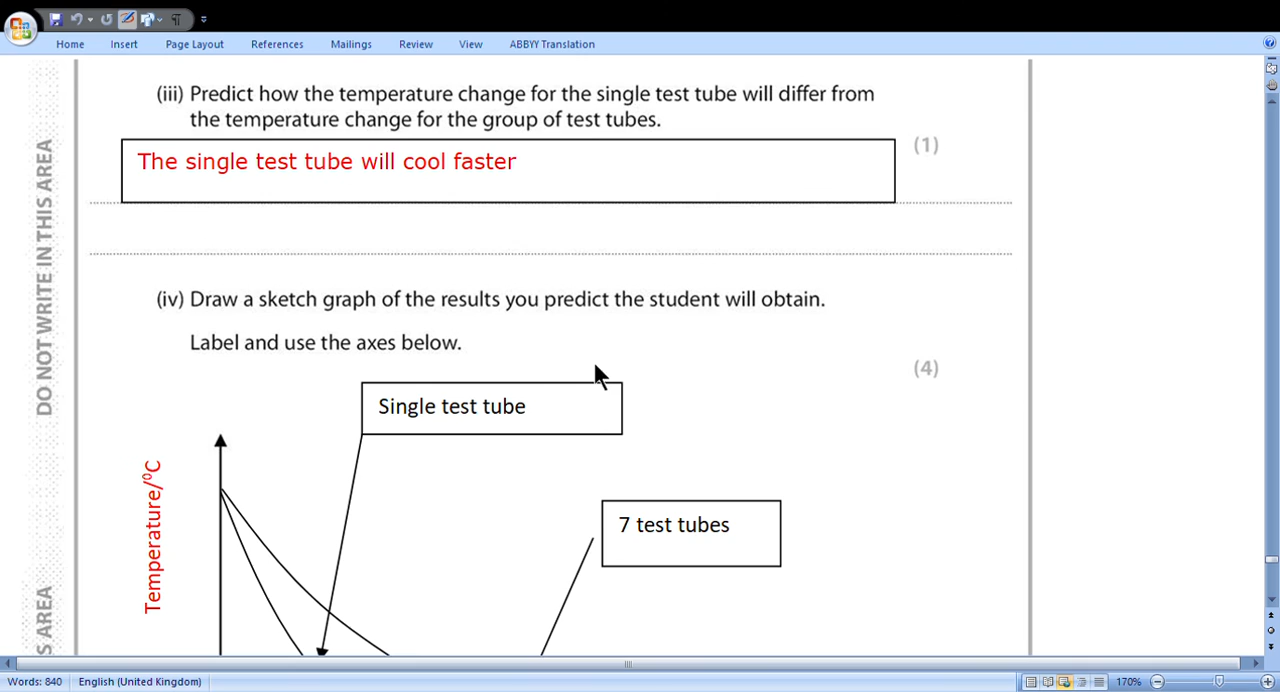 Home Insert Page Layout References Mailings Review View ABBYY Translation
(iii) Predict how the temperature change for the single test tube will differ from
the temperature change for the group of test tubes.
(1)
The single test tube will cool faster
(iv) Draw a sketch graph of the results you predict the student will obtain.
Label and use the axes below.
(4)
Single test tube
7 test tubes
Temperature/⁰C
DO NOT WRITE IN THIS AREA
S AREA
Words: 840 English (United Kingdom) 170%